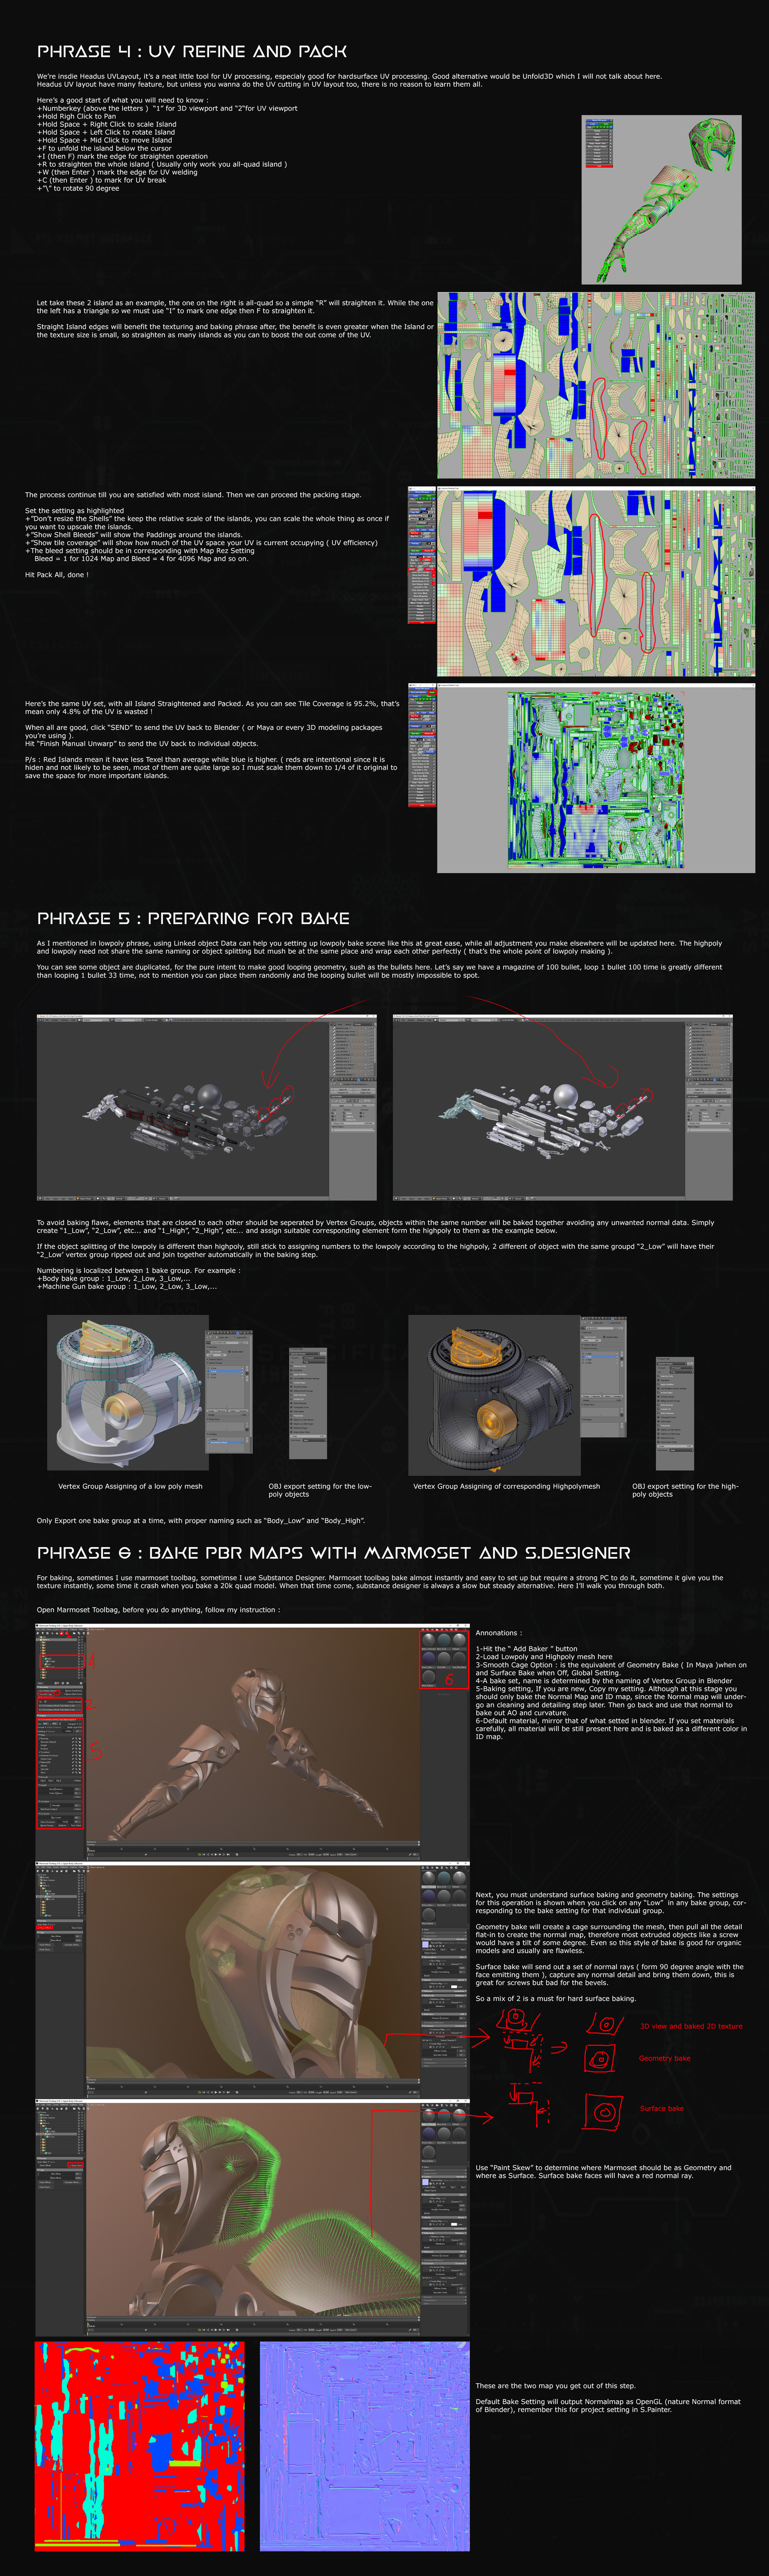 PHRASE 4 : UV REFINE AND PACK
We're insdie Headus UVLayout, it's a neat little tool for UV processing, especialy good for hardsurface UV processing. Good alternative would be Unfold3D which I will not talk about here.
Headus UV layout have many feature, but unless you wanna do the UV cutting in UV layout too, there is no reason to learn them all.
Here's a good start of what you will need to know :
+Numberkey (above the letters ) "1" for 3D viewport and "2"for UV viewport
+Hold Righ Click to Pan
+Hold Space + Right Click to scale Island
+Hold Space + Left Click to rotate Island
+Hold Space + Mid Click to move Island
+F to unfold the island below the cursor
+I (then F) mark the edge for straighten operation
+R to straighten the whole island ( Usually only work you all-quad island )
+W (then Enter ) mark the edge for UV welding
+C (then Enter ) to mark for UV break
+"\" to rotate 90 degree
Let take these 2 island as an example, the one on the right is all-quad so a simple "R" will straighten it. While the one
the left has a triangle so we must use "I" to mark one edge then F to straighten it.
Straight Island edges will benefit the texturing and baking phrase after, the benefit is even greater when the Island or
the texture size is small, so straighten as many islands as you can to boost the out come of the UV.
The process continue till you are satisfied with most island. Then we can proceed the packing stage.
Set the setting as highlighted
+"Don't resize the Shells" the keep the relative scale of the islands, you can scale the whole thing as once if
you want to upscale the islands.
+"Show Shell Bleeds" will show the Paddings around the islands.
+"Show tile coverage" will show how much of the UV space your UV is current occupying ( UV efficiency)
+The bleed setting should be in corresponding with Map Rez Setting
Bleed = 1 for 1024 Map and Bleed = 4 for 4096 Map and so on.
Hit Pack All, done !
Here's the same UV set, with all Island Straightened and Packed. As you can see Tile Coverage is 95.2%, that's
mean only 4.8% of the UV is wasted !
When all are good, click "SEND" to send the UV back to Blender ( or Maya or every 3D modeling packages
you're using ).
Hit "Finish Manual Unwarp" to send the UV back to individual objects.
P/s : Red Islands mean it have less Texel than average while blue is higher. ( reds are intentional since it is
hiden and not likely to be seen, most of them are quite large so I must scale them down to 1/4 of it original to
save the space for more important islands.
PHRASE 5 : PREPARING FOR BAKE
As I mentioned in lowpoly phrase, using Linked object Data can help you setting up lowpoly bake scene like this at great ease, while all adjustment you make elsewhere will be updated here. The highpoly
and lowpoly need not share the same naming or object splitting but mush be at the same place and wrap each other perfectly ( that's the whole point of lowpoly making ).
You can see some object are duplicated, for the pure intent to make good looping geometry, sush as the bullets here. Let's say we have a magazine of 100 bullet, loop 1 bullet 100 time is greatly different
than looping 1 bullet 33 time, not to mention you can place them randomly and the looping bullet will be mostly impossible to spot.
To avoid baking flaws, elements that are closed to each other should be seperated by Vertex Groups, objects within the same number will be baked together avoiding any unwanted normal data. Simply
create "1_Low", "2_Low", etc... and "1_High", "2_High", etc... and assign suitable corresponding element form the highpoly to them as the example below.
If the object splitting of the lowpoly is different than highpoly, still stick to assigning numbers to the lowpoly according to the highpoly, 2 different of object with the same groupd "2_Low" will have their
"2_Low' vertex group ripped out and join together automatically in the baking step.
Numbering is localized between 1 bake group. For example :
+Body bake group : 1_Low, 2_Low, 3_Low,...
+Machine Gun bake group : 1_Low, 2_Low, 3_Low,...
Vertex Group Assigning of a low poly mesh
OBJ export setting for the low-
poly objects
Vertex Group Assigning of corresponding Highpolymesh
OBJ export setting for the high-
poly objects
Only Export one bake group at a time, with proper naming such as "Body_Low" and "Body_High".
PHRASE 6 : BAKE PBR MAPS WITH MARMOSET AND S.DESIGNER
For baking, sometimes I use marmoset toolbag, sometimse I use Substance Designer. Marmoset toolbag bake almost instantly and easy to set up but require a strong PC to do it, sometime it give you the
texture instantly, some time it crash when you bake a 20k quad model. When that time come, substance designer is always a slow but steady alternative. Here I'll walk you through both.
Open Marmoset Toolbag, before you do anything, follow my instruction :
Annonations :
1-Hit the " Add Baker " button
2-Load Lowpoly and Highpoly mesh here
3-Smooth Cage Option : is the equivalent of Geometry Bake ( In Maya )when on
and Surface Bake when Off, Global Setting.
4-A bake set, name is determined by the naming of Vertex Group in Blender
5-Baking setting, If you are new, Copy my setting. Although at this stage you
should only bake the Normal Map and ID map, since the Normal map will under-
go an cleaning and detailing step later. Then go back and use that normal to
bake out AO and curvature.
6-Default material, mirror that of what setted in blender. If you set materials
carefully, all material will be still present here and is baked as a different color in
ID map.
4
2
5
6
Next, you must understand surface baking and geometry baking. The settings
for this operation is shown when you click on any "Low" in any bake group, cor-
responding to the bake setting for that individual group.
Geometry bake will create a cage surrounding the mesh, then pull all the detail
flat-in to create the normal map, therefore most extruded objects like a screw
would have a tilt of some degree. Even so this style of bake is good for organic
models and usually are flawless.
Surface bake will send out a set of normal rays ( form 90 degree angle with the
face emitting them ), capture any normal detail and bring them down, this is
great for screws but bad for the bevels.
So a mix of 2 is a must for hard surface baking.
3D view and baked 2D texture
Geometry bake
Surface bake
Use "Paint Skew" to determine where Marmoset should be as Geometry and
where as Surface. Surface bake faces will have a red normal ray.
These are the two map you get out of this step.
Default Bake Setting will output Normalmap as OpenGL (nature Normal format
of Blender), remember this for project setting in S.Painter.